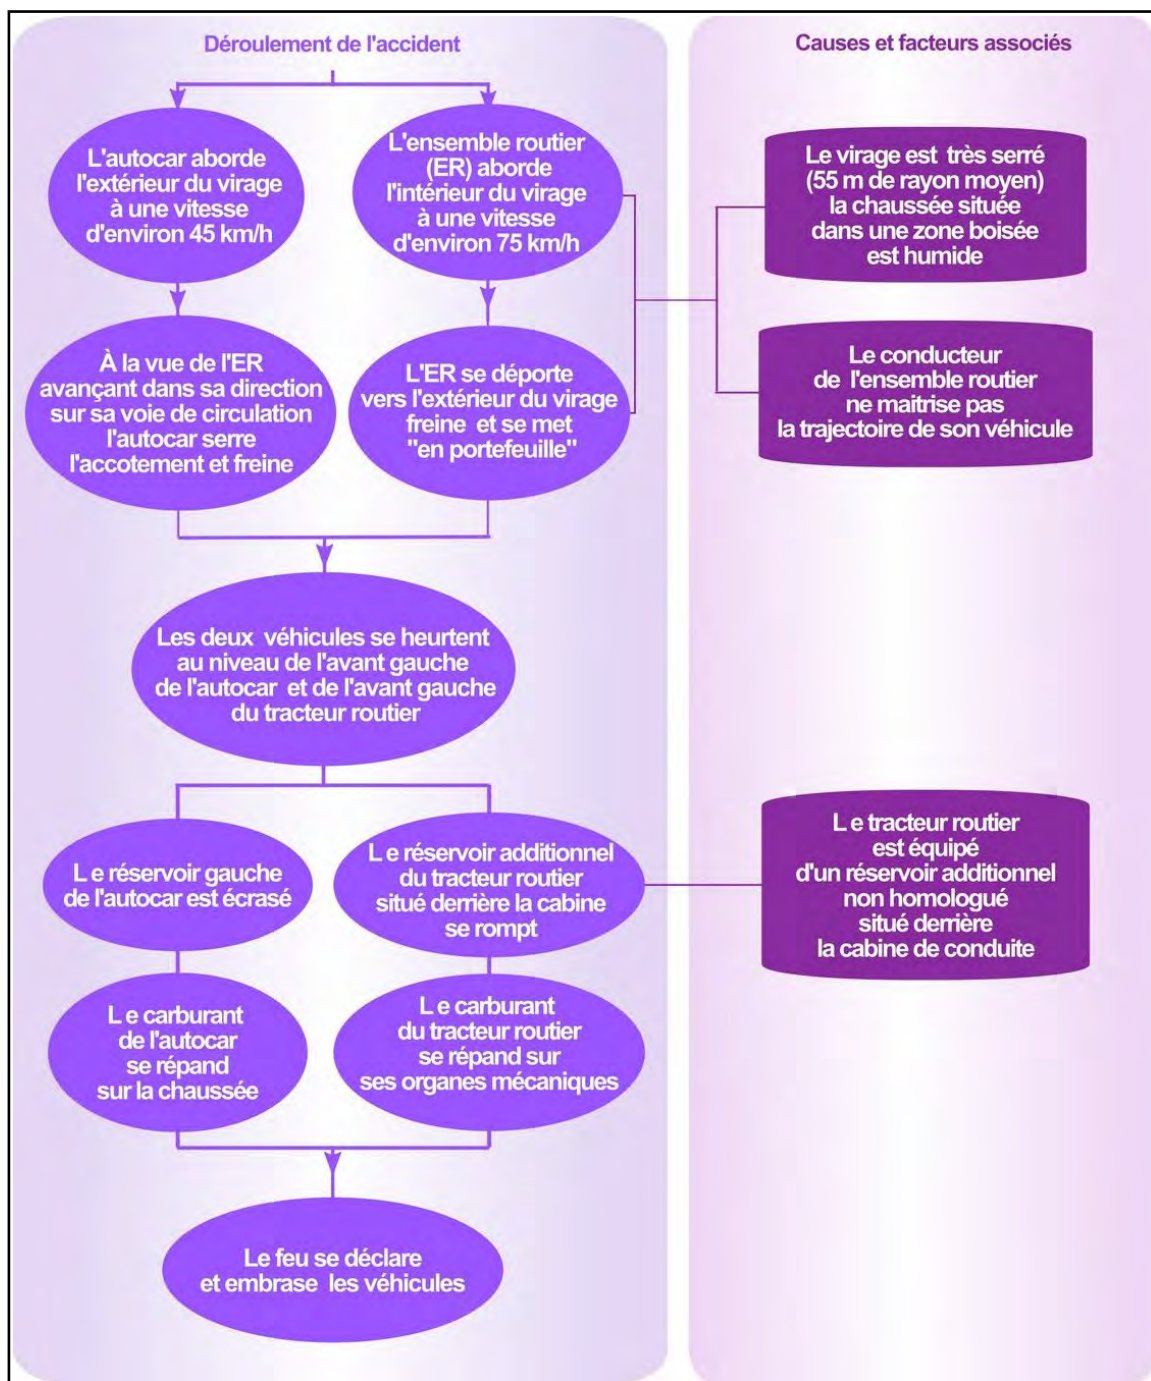 Déroulement de l'accident
Causes et facteurs associés
L'autocar aborde
l'extérieur du virage
à une vitesse
d'environ 45 km/h
L'ensemble routier
(ER) aborde
l'intérieur du virage
à une vitesse
d'environ 75 km/h
Le virage est très serré
(55 m de rayon moyen)
la chaussée située
dans une zone boisée
est humide
À la vue de l'ER
avançant dans sa direction
sur sa voie de circulation
l'autocar serre
l'accotement et freine
L'ER se déporte
vers l'extérieur du virage
freine et se met
"en portefeuille"
Le conducteur
de l'ensemble routier
ne maitrise pas
la trajectoire de son véhicule
Les deux véhicules se heurtent
au niveau de l'avant gauche
de l'autocar et de l'avant gauche
du tracteur routier
L e réservoir gauche
de l'autocar est écrasé
L e réservoir additionnel
du tracteur routier
situé derrière la cabine
se rompt
L e tracteur routier
est équipé
d'un réservoir additionnel
non homologué
situé derrière
la cabine de conduite
L e carburant
de l'autocar
se répand
sur la chaussée
L e carburant
du tracteur routier
se répand sur
ses organes mécaniques
Le feu se déclare
et embrase les véhicules